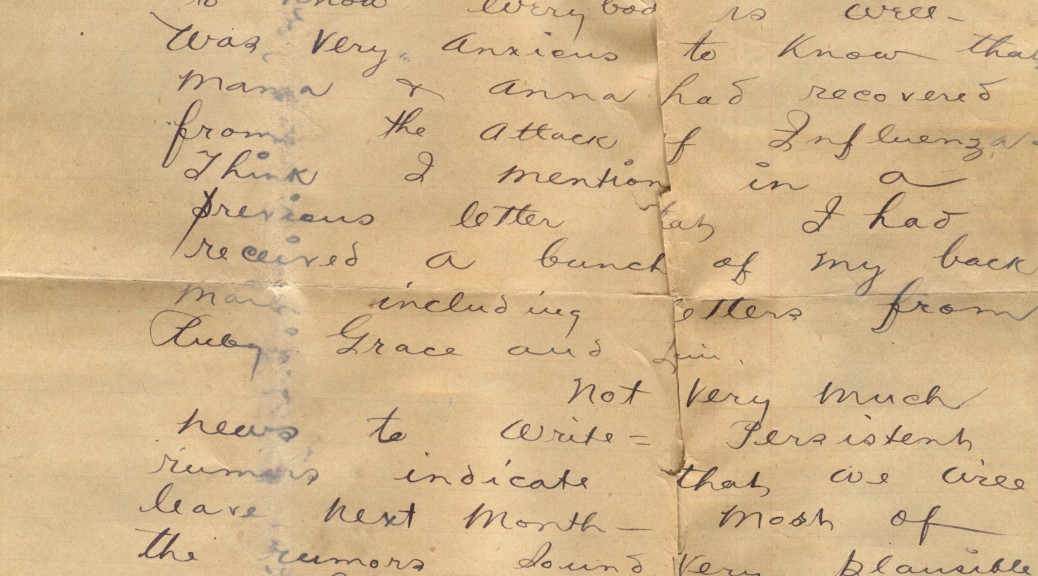 to know everybod is well-
Was very anxious to know that
Mama & Anna had recovered
from the attack of Influenza-
Think I mention in a
previous letter that I had
received a bunch of my back
mail including letters from
Ruby Grace and
Not very much
news to write = Persistent
rumors indicate that we will
leave next month - Most of
the rumors sound very plausible